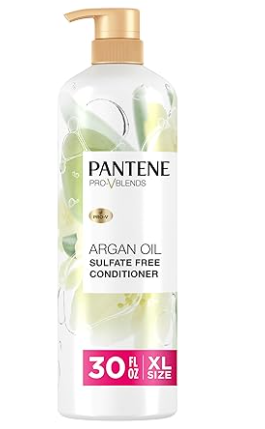 PANTENE
PRO-V BLENDS
PRO-V
ARGAN OIL
SULFATE FREE
CONDITIONER
30 FL OZ XL SIZE